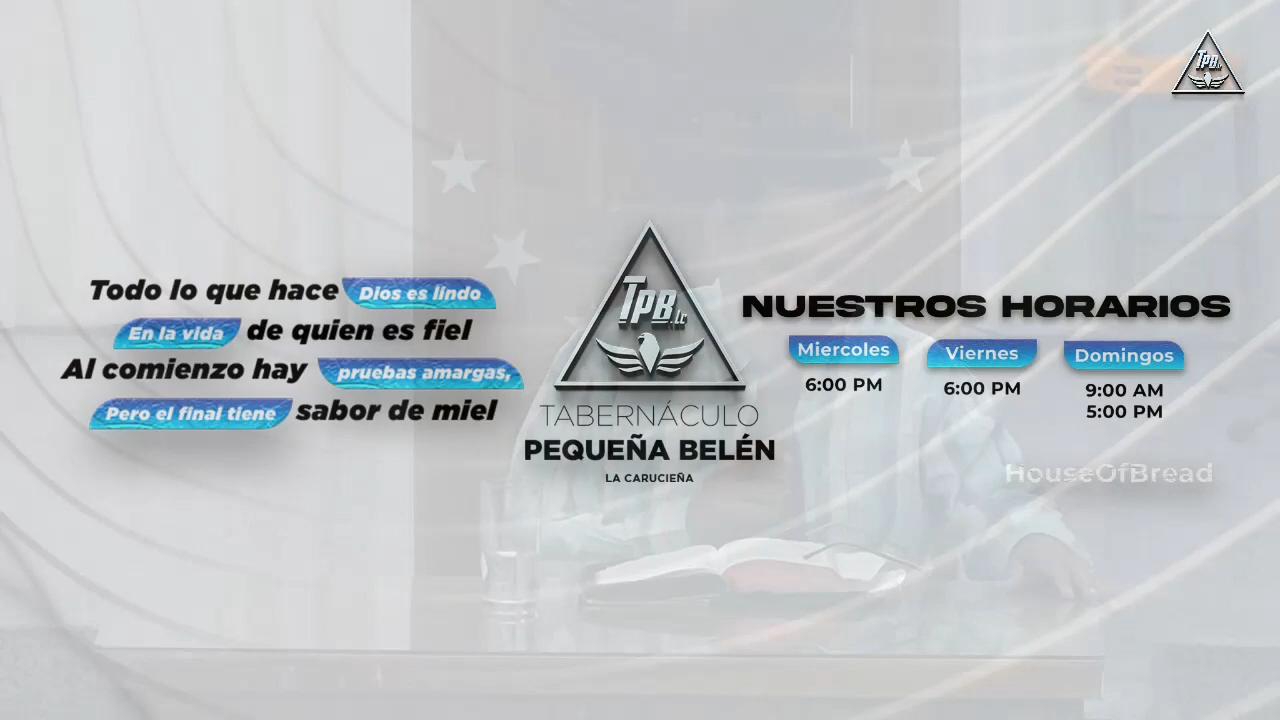 TPB.Lc
Todo lo que hace Dios es lindo
En la vida de quien es fiel
Al comienzo hay pruebas amargas,
Pero el final tiene sabor de miel
TPB.Lc
TABERNÁCULO
PEQUEÑA BELÉN
LA CARUCIEÑA
NUESTROS HORARIOS
Miercoles Viernes Domingos
6:00 PM 6:00 PM 9:00 AM
5:00 PM
HouseOfBread